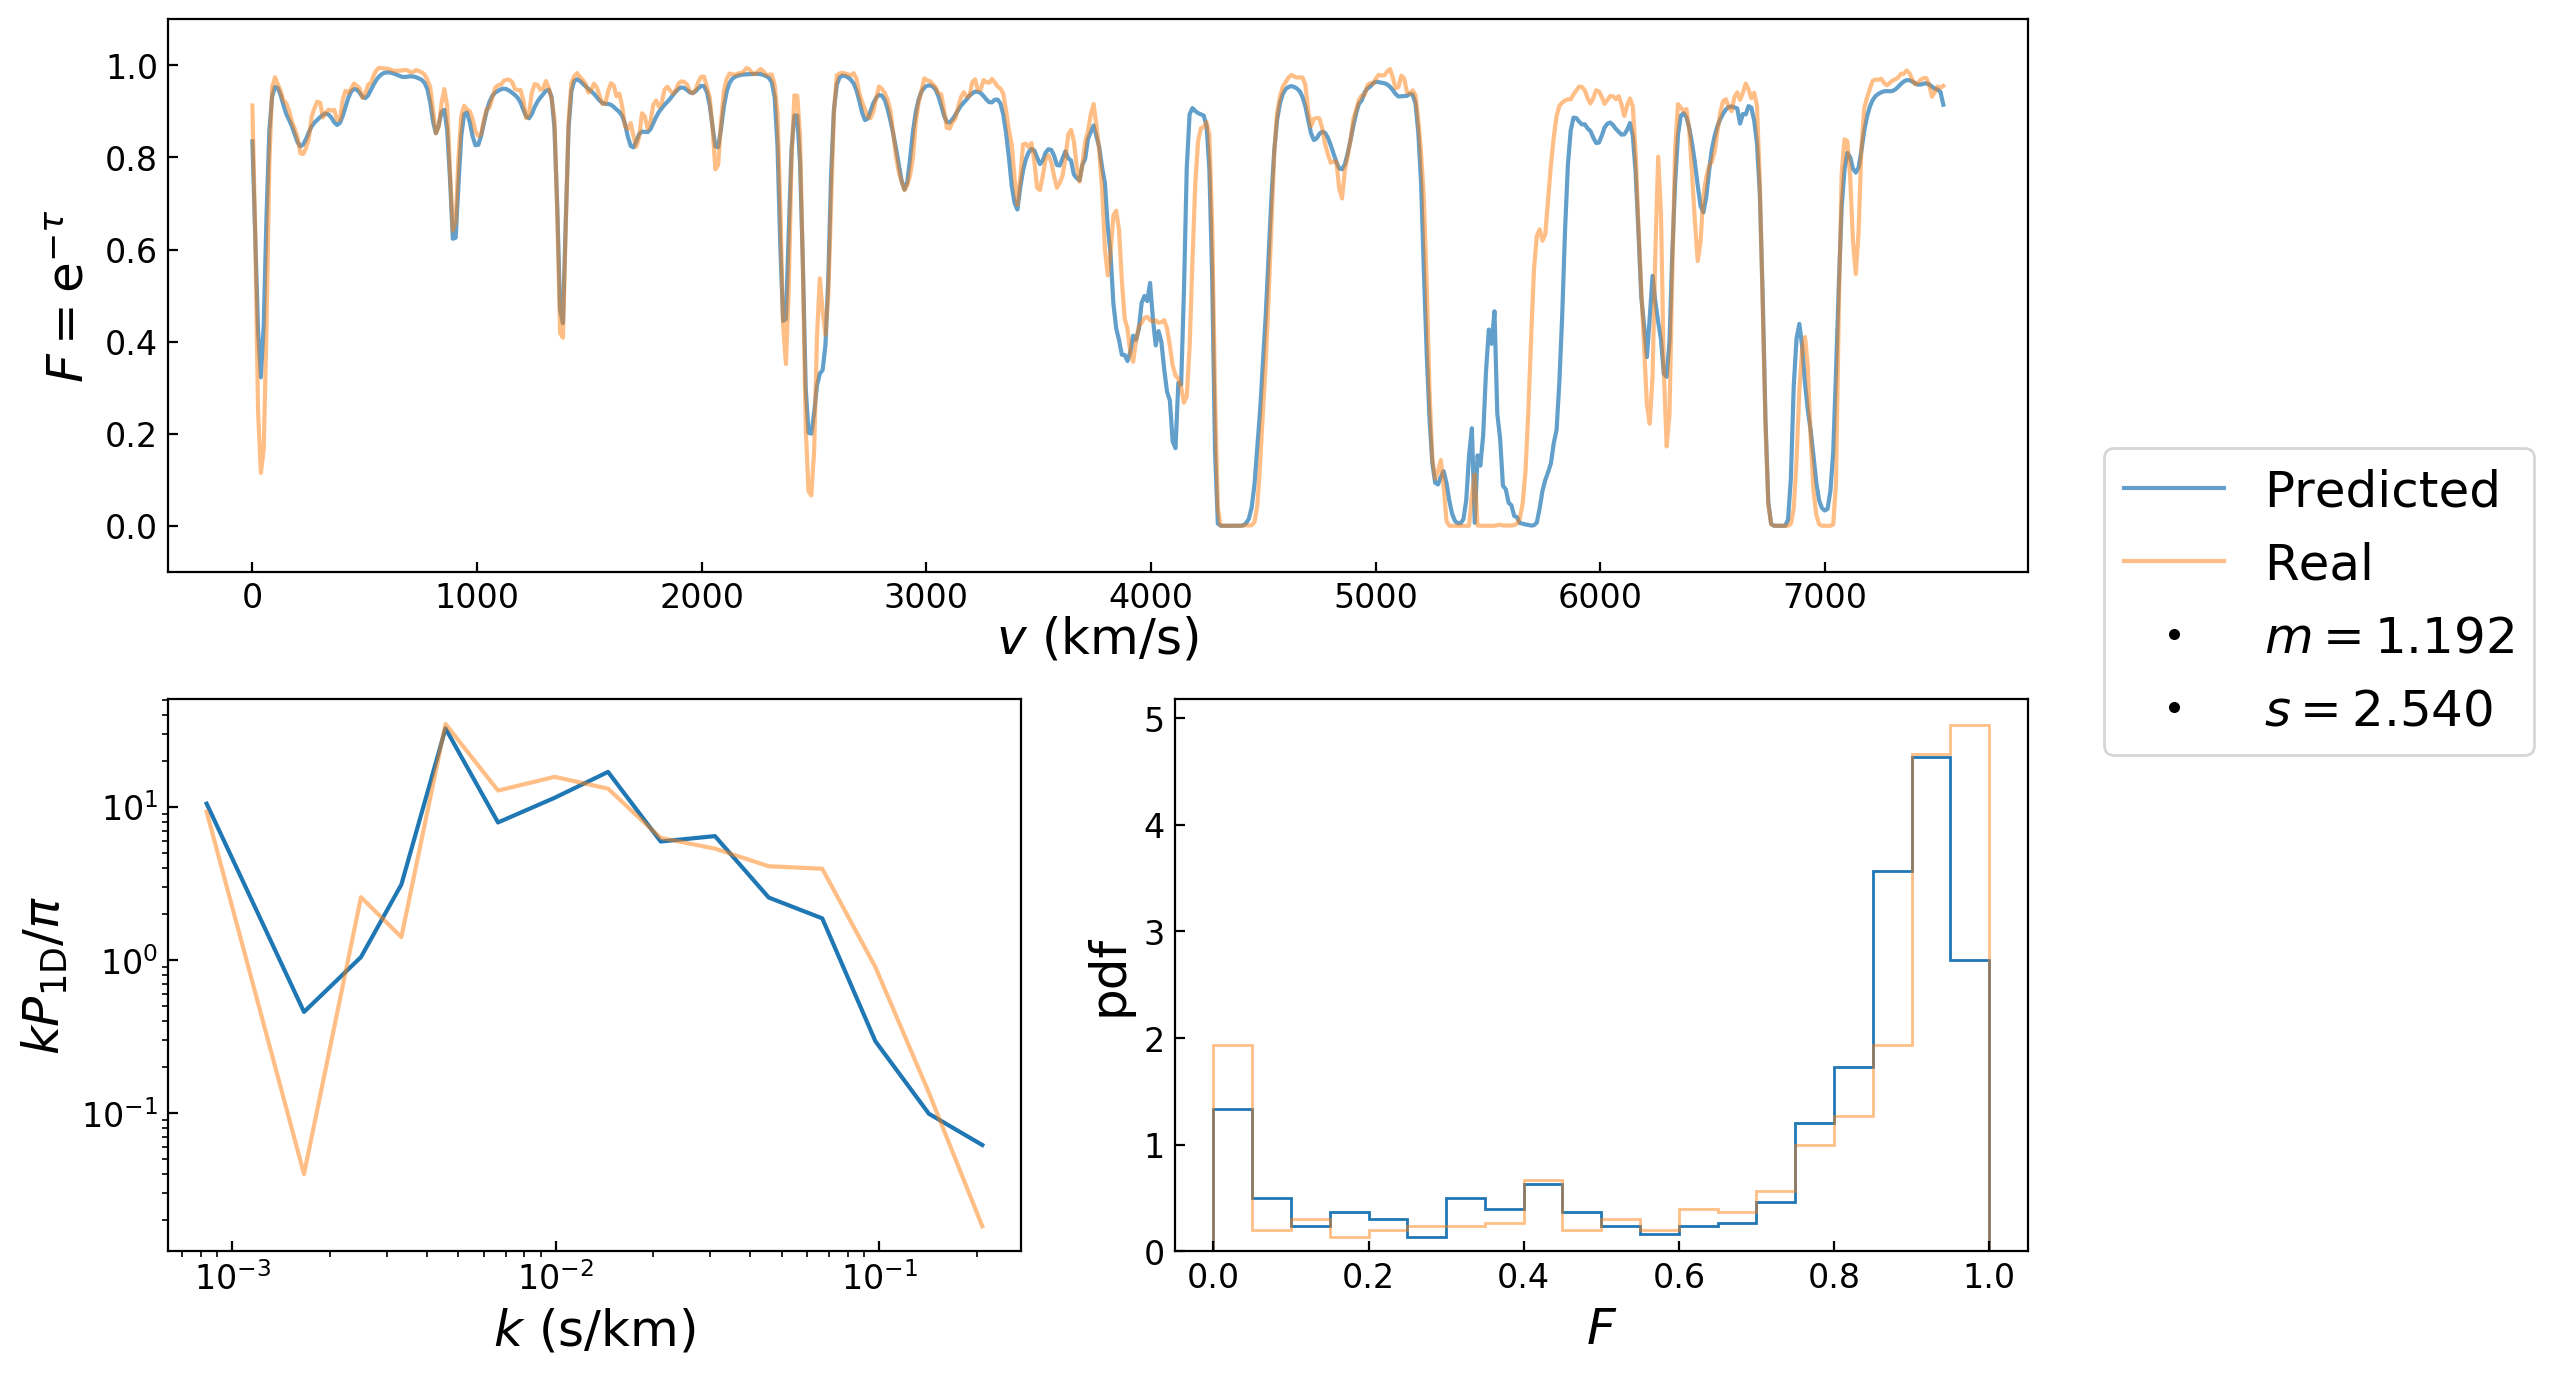 1.0
0.8
0.6
0.4
0.2
0.0
F = e^{−τ}
0 1000 2000 3000 4000 5000 6000 7000
v (km/s)
Predicted
Real
m = 1.192
s = 2.540
10^1
10^0
10^{−1}
kP_{1D}/π
10^{−3} 10^{−2} 10^{−1}
k (s/km)
5
4
3
2
1
0
pdf
0.0 0.2 0.4 0.6 0.8 1.0
F